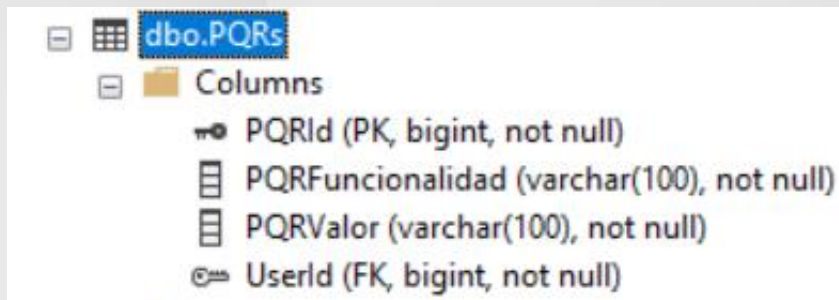 dbo.PQRs
Columns
PQRId (PK, bigint, not null)
PQRFuncionalidad (varchar(100), not null)
PQRValor (varchar(100), not null)
UserId (FK, bigint, not null)